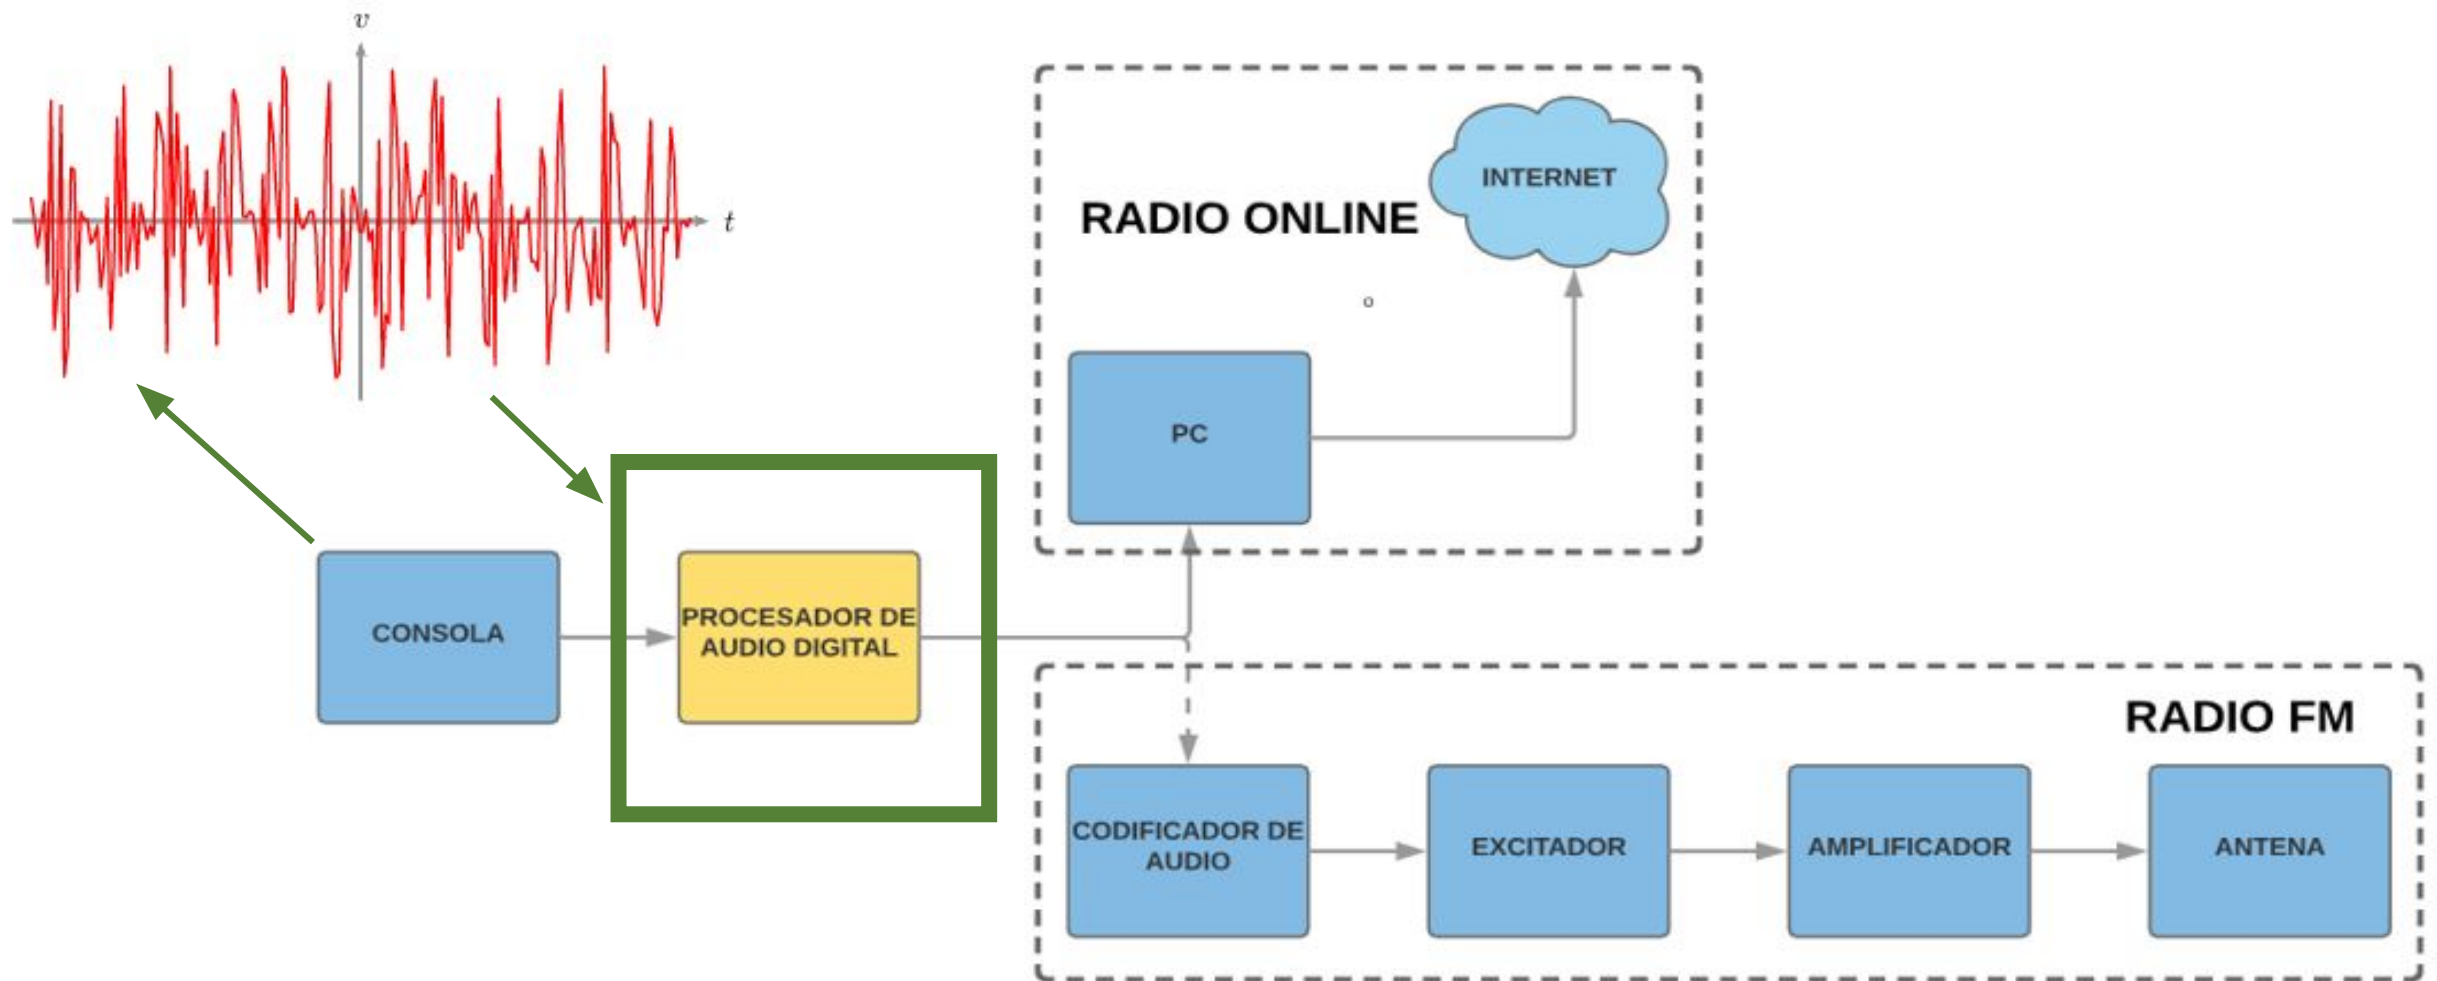 v
t
INTERNET
RADIO ONLINE
o
PC
CONSOLA
PROCESADOR DE
AUDIO DIGITAL
RADIO FM
CODIFICADOR DE
AUDIO
EXCITADOR
AMPLIFICADOR
ANTENA